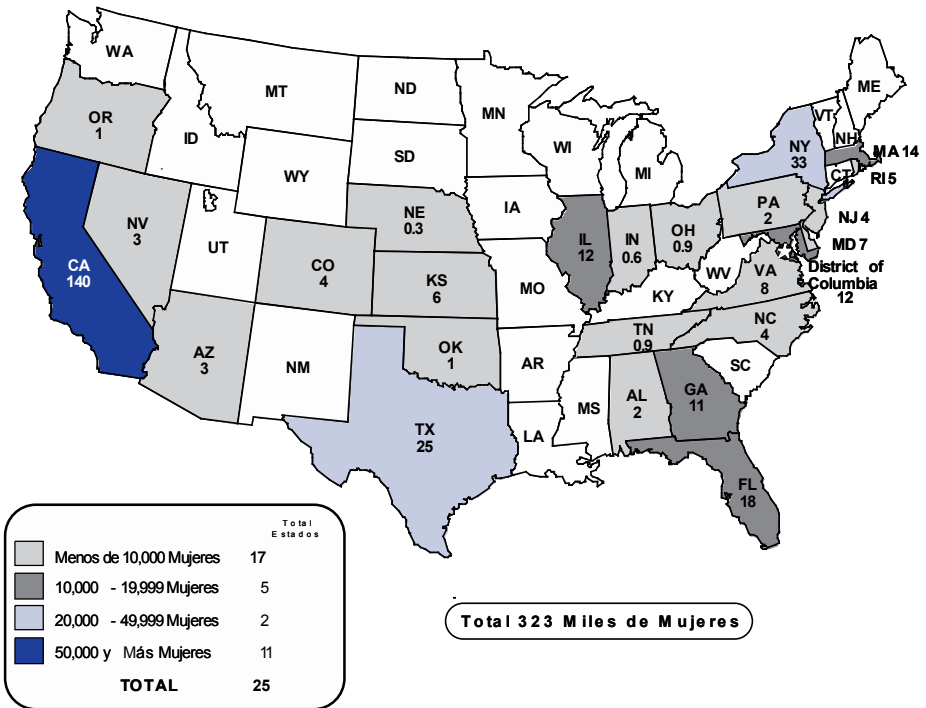 WA
MT
ND
MN
ME
VT
NH
OR
1
ID
SD
WI
MI
NY
33
MA 14
CT
RI 5
WY
IA
NE
0.3
PA
2
NJ 4
NV
3
UT
CO
4
IL
12
IN
0.6
OH
0.9
MD 7
WV
VA
8
District of
Columbia
12
CA
140
KS
6
MO
KY
AZ
3
NM
OK
1
AR
TN
0.9
NC
4
SC
MS
AL
2
GA
11
TX
25
LA
FL
18
Total
Estados
Menos de 10,000 Mujeres 17
10,000 - 19,999 Mujeres 5
20,000 - 49,999 Mujeres 2
50,000 y Más Mujeres 11
TOTAL 25
Total 323 Miles de Mujeres